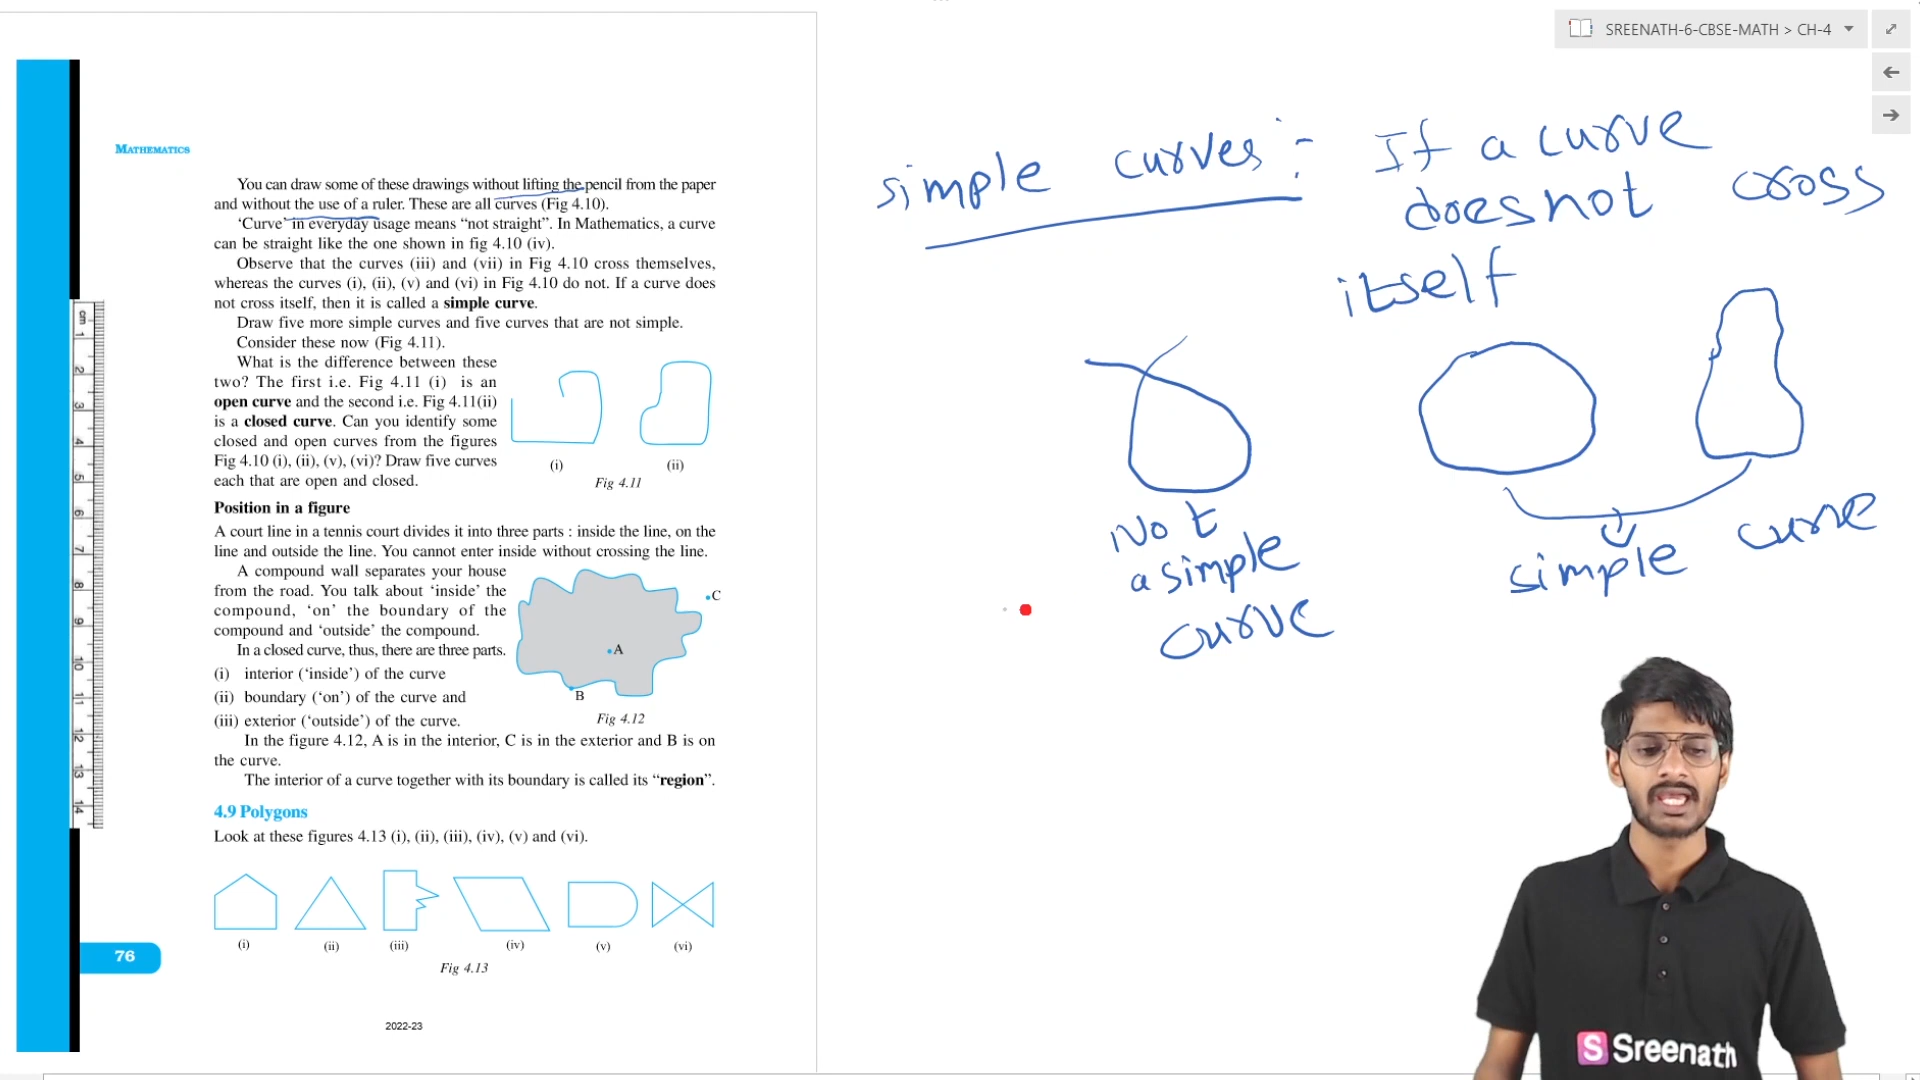 SREENATH-6-CBSE-MATH > CH-4
MATHEMATICS
You can draw some of these drawings without lifting the pencil from the paper
and without the use of a ruler. These are all curves (Fig 4.10).
‘Curve’ in everyday usage means “not straight”. In Mathematics, a curve
can be straight like the one shown in fig 4.10 (iv).
Observe that the curves (iii) and (vii) in Fig 4.10 cross themselves,
whereas the curves (i), (ii), (v) and (vi) in Fig 4.10 do not. If a curve does
not cross itself, then it is called a simple curve.
Draw five more simple curves and five curves that are not simple.
Consider these now (Fig 4.11).
What is the difference between these
two? The first i.e. Fig 4.11 (i) is an
open curve and the second i.e. Fig 4.11(ii)
is a closed curve. Can you identify some
closed and open curves from the figures
Fig 4.10 (i), (ii), (v), (vi)? Draw five curves
each that are open and closed.
(i) (ii)
Fig 4.11
Position in a figure
A court line in a tennis court divides it into three parts : inside the line, on the
line and outside the line. You cannot enter inside without crossing the line.
A compound wall separates your house
from the road. You talk about ‘inside’ the
compound, ‘on’ the boundary of the
compound and ‘outside’ the compound.
In a closed curve, thus, there are three parts.
(i) interior (‘inside’) of the curve
(ii) boundary (‘on’) of the curve and
(iii) exterior (‘outside’) of the curve.
C
A
B
Fig 4.12
In the figure 4.12, A is in the interior, C is in the exterior and B is on
the curve.
The interior of a curve together with its boundary is called its “region”.
4.9 Polygons
Look at these figures 4.13 (i), (ii), (iii), (iv), (v) and (vi).
(i) (ii) (iii) (iv) (v) (vi)
Fig 4.13
76
2022-23
cm 1 2 3 4 5 6 7 8 9 10 11 12 13 14
simple curves :- If a curve
doesnot cross
itself
Not
a simple
curve
simple curve
S Sreenath